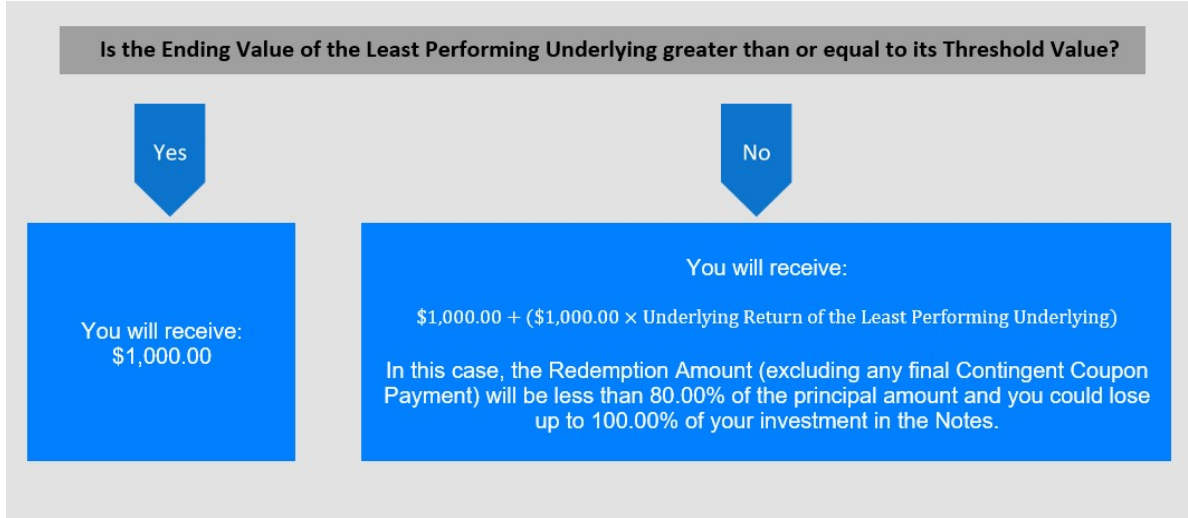 Is the Ending Value of the Least Performing Underlying greater than or equal to its Threshold Value?
Yes
No
You will receive:
$1,000.00
You will receive:
$1,000.00 + ($1,000.00 × Underlying Return of the Least Performing Underlying)
In this case, the Redemption Amount (excluding any final Contingent Coupon
Payment) will be less than 80.00% of the principal amount and you could lose
up to 100.00% of your investment in the Notes.